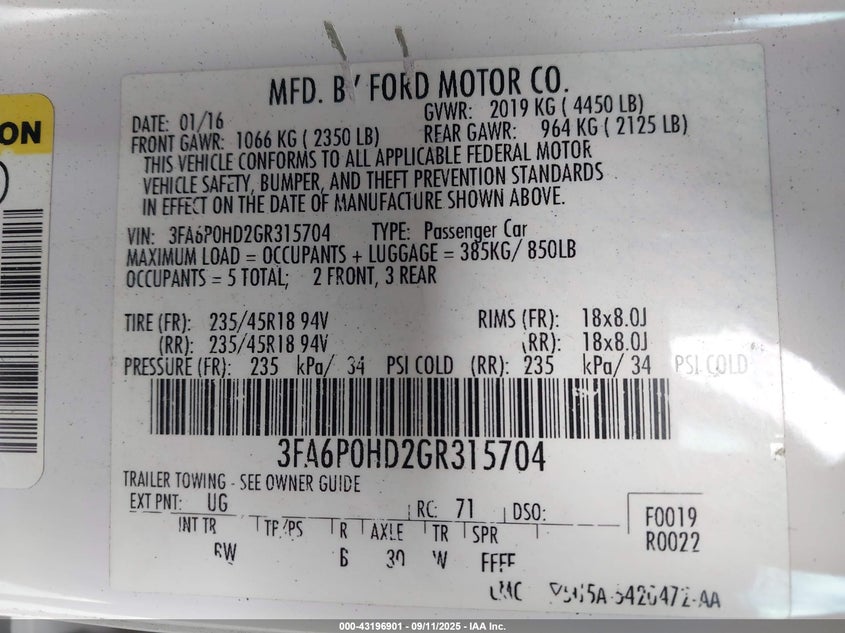 ON
MFD. BY FORD MOTOR CO.
DATE: 01/16 GVWR: 2019 KG ( 4450 LB)
FRONT GAWR: 1066 KG ( 2350 LB) REAR GAWR: 964 KG ( 2125 LB)
THIS VEHICLE CONFORMS TO ALL APPLICABLE FEDERAL MOTOR
VEHICLE SAFETY, BUMPER, AND THEFT PREVENTION STANDARDS
IN EFFECT ON THE DATE OF MANUFACTURE SHOWN ABOVE.
VIN: 3FA6P0HD2GR315704 TYPE: Passenger Car
MAXIMUM LOAD = OCCUPANTS + LUGGAGE = 385KG/ 850LB
OCCUPANTS = 5 TOTAL; 2 FRONT, 3 REAR
TIRE (FR): 235/45R18 94V RIMS (FR): 18x8.0J
(RR): 235/45R18 94V (RR): 18x8.0J
PRESSURE (FR): 235 kPa/ 34 PSI COLD (RR): 235 kPa/ 34 PSI COLD
3FA6P0HD2GR315704
TRAILER TOWING - SEE OWNER GUIDE
EXT PNT: UG RC: 71 DSO: F0019
INT TR TP/PS R AXLE TR SPR R0022
6 W FFFF
000-43196901 - 09/11/2025 - IAA Inc.